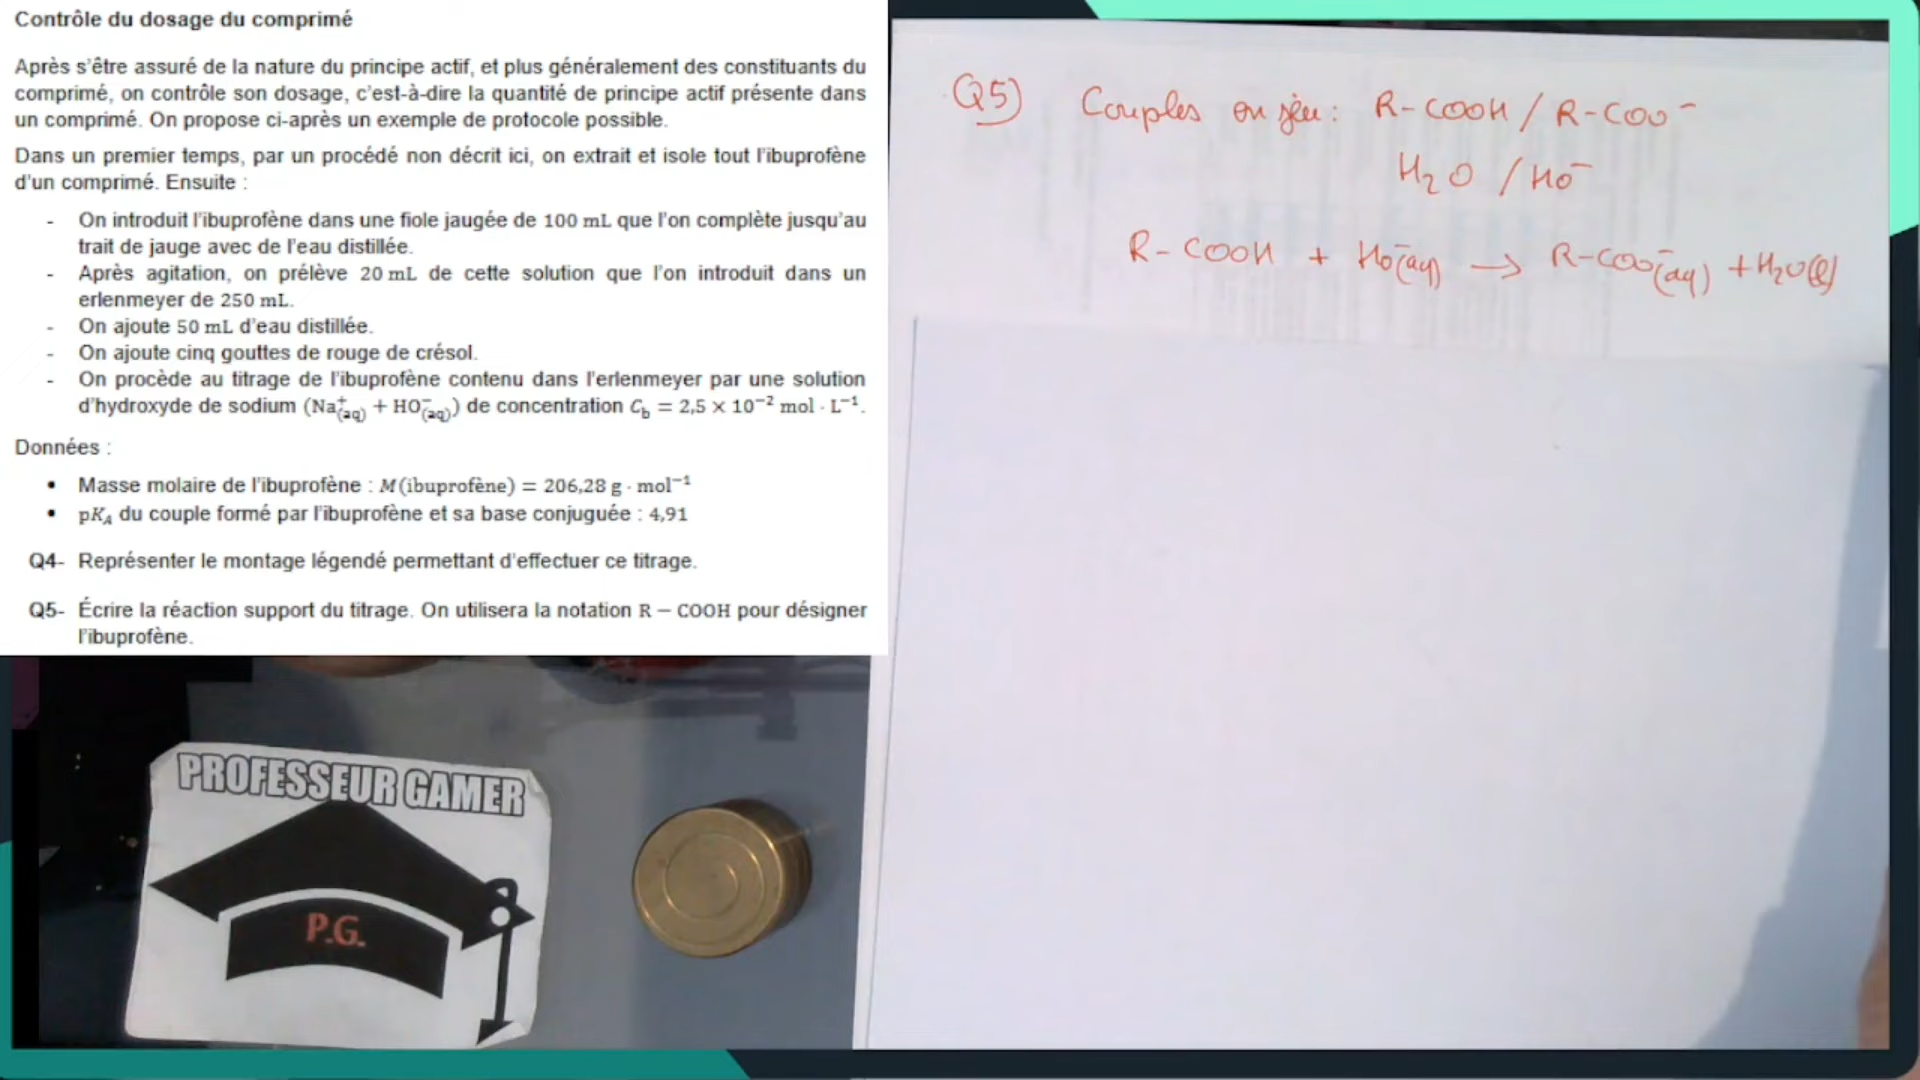 Contrôle du dosage du comprimé
Après s'être assuré de la nature du principe actif, et plus généralement des constituants du
comprimé, on contrôle son dosage, c'est-à-dire la quantité de principe actif présente dans
un comprimé. On propose ci-après un exemple de protocole possible.
Dans un premier temps, par un procédé non décrit ici, on extrait et isole tout l'ibuprofène
d'un comprimé. Ensuite :
- On introduit l'ibuprofène dans une fiole jaugée de 100 mL que l'on complète jusqu'au
trait de jauge avec de l'eau distillée.
- Après agitation, on prélève 20 mL de cette solution que l'on introduit dans un
erlenmeyer de 250 mL.
- On ajoute 50 mL d'eau distillée.
- On ajoute cinq gouttes de rouge de crésol.
- On procède au titrage de l'ibuprofène contenu dans l'erlenmeyer par une solution
d'hydroxyde de sodium (Na⁺(aq) + HO⁻(aq)) de concentration C_b = 2,5 × 10⁻² mol · L⁻¹.
Données :
• Masse molaire de l'ibuprofène : M(ibuprofène) = 206,28 g · mol⁻¹
• pK_A du couple formé par l'ibuprofène et sa base conjuguée : 4,91
Q4- Représenter le montage légendé permettant d'effectuer ce titrage.
Q5- Écrire la réaction support du titrage. On utilisera la notation R – COOH pour désigner
l'ibuprofène.
Q5) Couples en jeu : R-COOH / R-COO⁻
H₂O / HO⁻
R-COOH + HO⁻(aq) → R-COO⁻(aq) + H₂O(l)
PROFESSEUR GAMER
P.G.